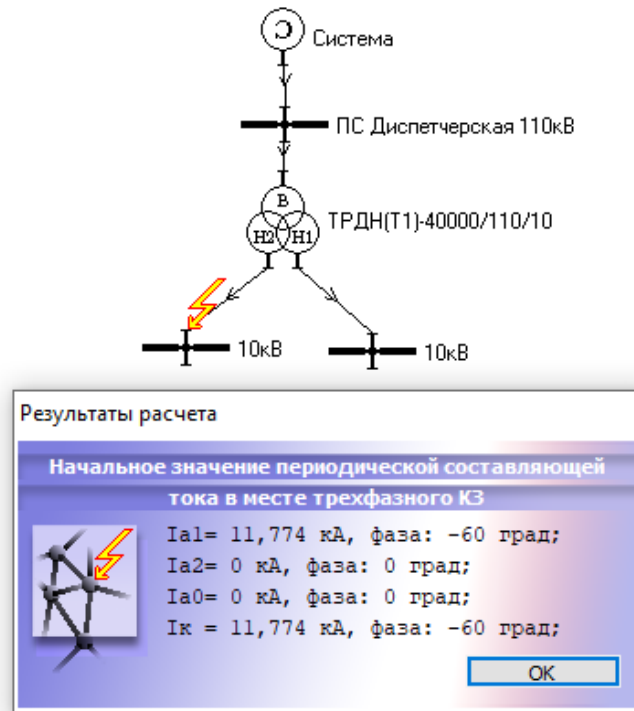 Система
ПС Диспетчерская 110кВ
В
ТРДН(Т1)-40000/110/10
Н2 Н1
10кВ
10кВ
Результаты расчета
Начальное значение периодической составляющей
тока в месте трехфазного КЗ
Ia1= 11,774 кА, фаза: -60 град;
Ia2= 0 кА, фаза: 0 град;
Ia0= 0 кА, фаза: 0 град;
Iк = 11,774 кА, фаза: -60 град;
OK